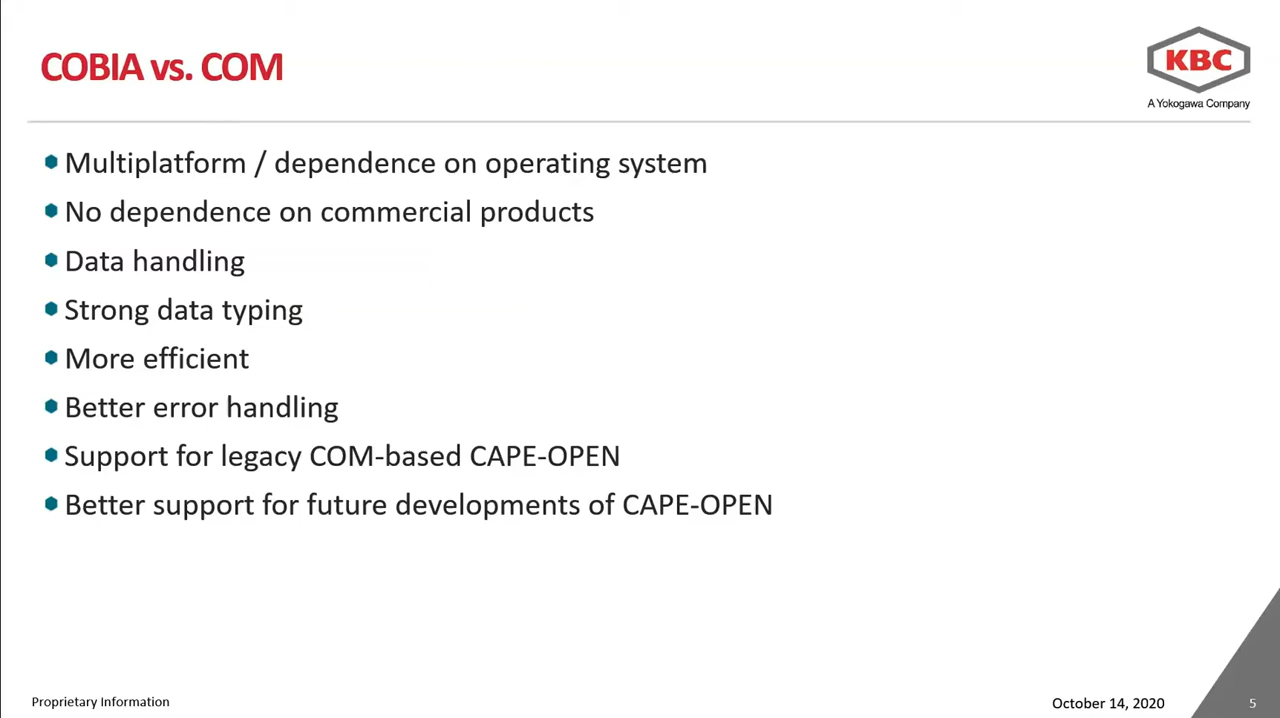 COBIA vs. COM
KBC
A Yokogawa Company
Multiplatform / dependence on operating system
No dependence on commercial products
Data handling
Strong data typing
More efficient
Better error handling
Support for legacy COM-based CAPE-OPEN
Better support for future developments of CAPE-OPEN
Proprietary Information
October 14, 2020
5